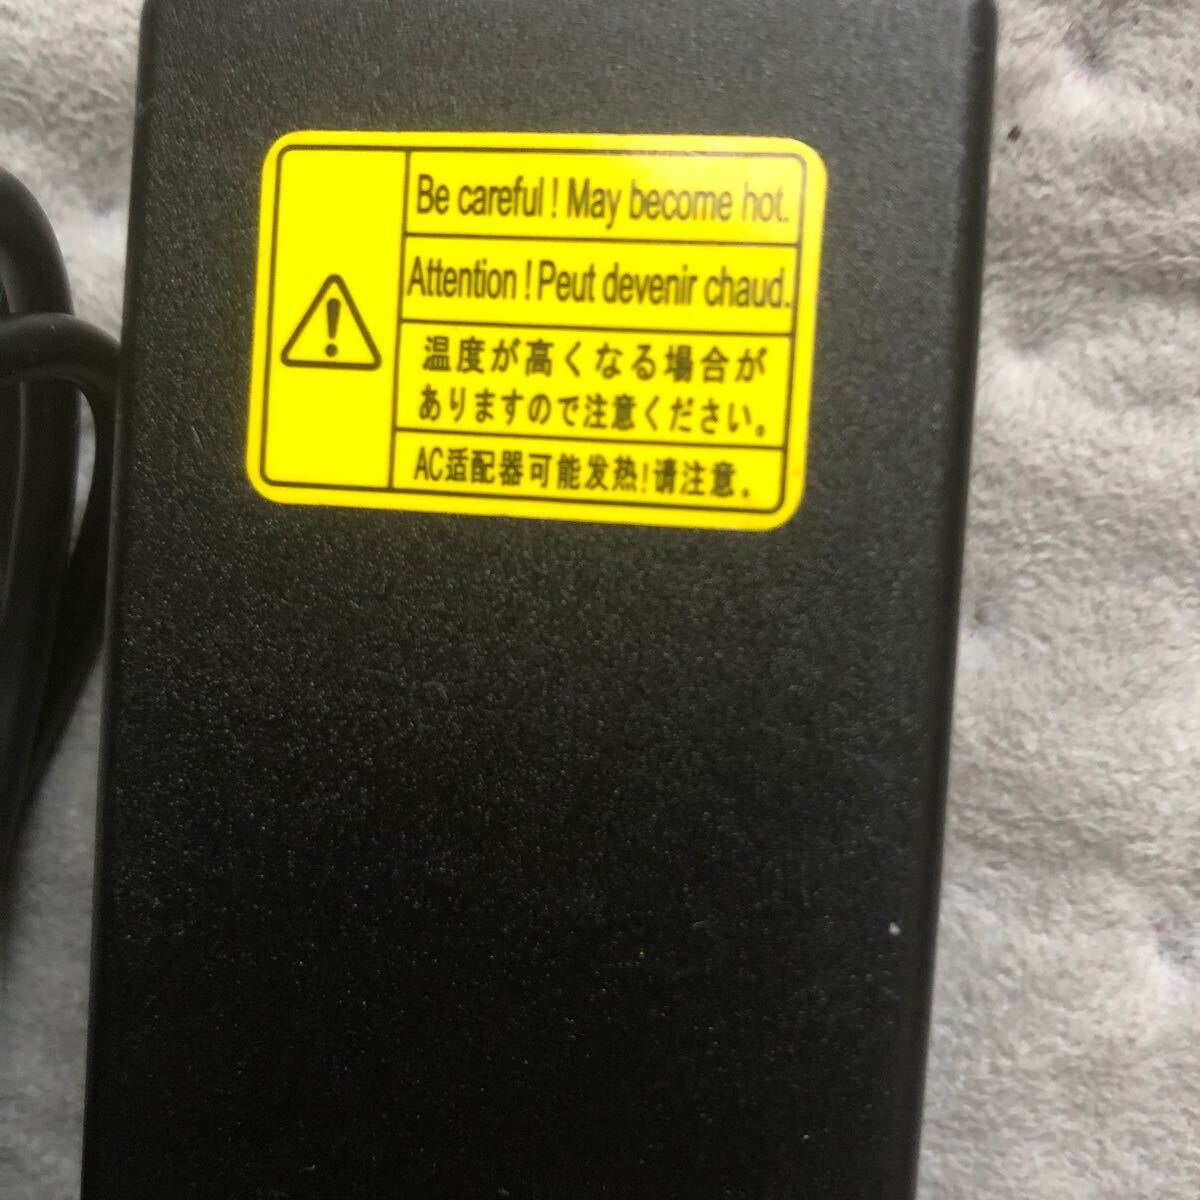 Be careful ! May become hot.
Attention ! Peut devenir chaud.
温度が高くなる場合が
ありますので注意ください。
AC适配器可能发热!请注意.